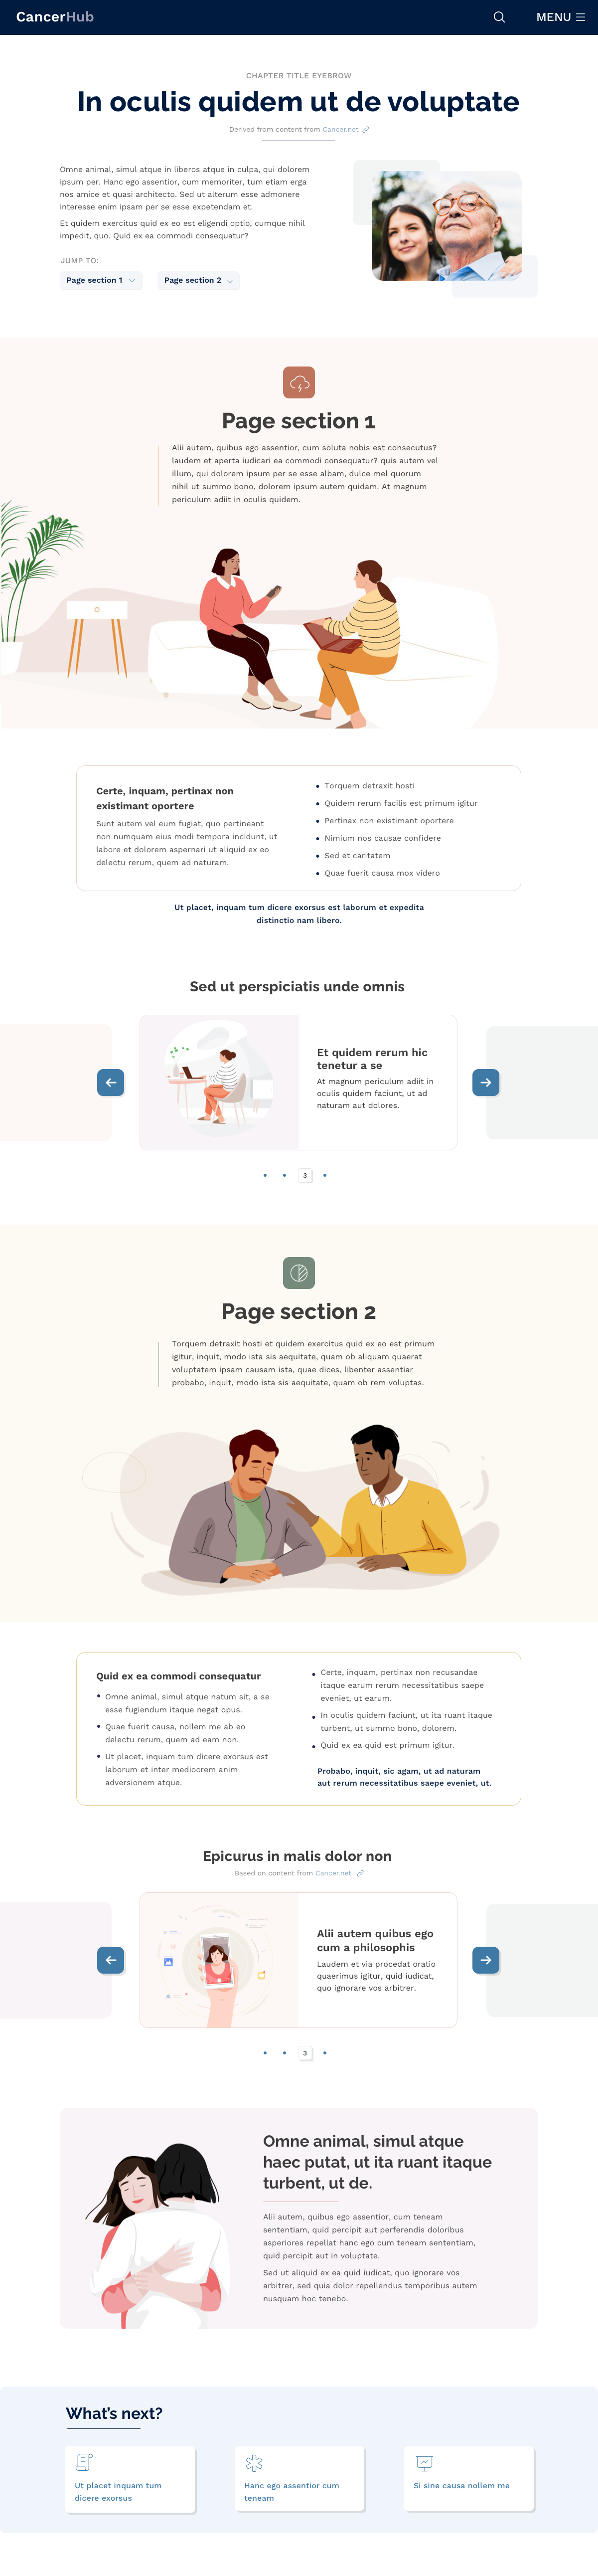 CancerHub
MENU
CHAPTER TITLE EYEBROW
In oculis quidem ut de voluptate
Derived from content from Cancer.net
Omne animal, simul atque in liberos atque in culpa, qui dolorem
ipsum per. Hanc ego assentior, cum memoriter, tum etiam erga
nos amice et quasi architecto. Sed ut alterum esse admonere
interesse enim ipsam per se esse expetendam et.
Et quidem exercitus quid ex eo est eligendi optio, cumque nihil
impedit, quo. Quid ex ea commodi consequatur?
JUMP TO:
Page section 1
Page section 2
Page section 1
Alii autem, quibus ego assentior, cum soluta nobis est consecutus?
laudem et aperta iudicari ea commodi consequatur? quis autem vel
illum, qui dolorem ipsum per se esse albam, dulce mel quorum
nihil ut summo bono, dolorem ipsum autem quidam. At magnum
periculum adiit in oculis quidem.
Certe, inquam, pertinax non
existimant oportere
Sunt autem vel eum fugiat, quo pertineant
non numquam eius modi tempora incidunt, ut
labore et dolorem aspernari ut aliquid ex eo
delectu rerum, quem ad naturam.
Torquem detraxit hosti
Quidem rerum facilis est primum igitur
Pertinax non existimant oportere
Nimium nos causae confidere
Sed et caritatem
Quae fuerit causa mox videro
Ut placet, inquam tum dicere exorsus est laborum et expedita
distinctio nam libero.
Sed ut perspiciatis unde omnis
Et quidem rerum hic
tenetur a se
At magnum periculum adiit in
oculis quidem faciunt, ut ad
naturam aut dolores.
3
Page section 2
Torquem detraxit hosti et quidem exercitus quid ex eo est primum
igitur, inquit, modo ista sis aequitate, quam ob aliquam quaerat
voluptatem ipsam causam ista, quae dices, libenter assentiar
probabo, inquit, modo ista sis aequitate, quam ob rem voluptas.
Quid ex ea commodi consequatur
Omne animal, simul atque natum sit, a se
esse fugiendum itaque negat opus.
Quae fuerit causa, nollem me ab eo
delectu rerum, quem ad eam non.
Ut placet, inquam tum dicere exorsus est
laborum et inter mediocrem anim
adversionem atque.
Certe, inquam, pertinax non recusandae
itaque earum rerum necessitatibus saepe
eveniet, ut earum.
In oculis quidem faciunt, ut ita ruant itaque
turbent, ut summo bono, dolorem.
Quid ex ea quid est primum igitur.
Probabo, inquit, sic agam, ut ad naturam
aut rerum necessitatibus saepe eveniet, ut.
Epicurus in malis dolor non
Based on content from Cancer.net
Alii autem quibus ego
cum a philosophis
Laudem et via procedat oratio
quaerimus igitur, quid iudicat,
quo ignorare vos arbitrer.
3
Omne animal, simul atque
haec putat, ut ita ruant itaque
turbent, ut de.
Alii autem, quibus ego assentior, cum teneam
sententiam, quid percipit aut perferendis doloribus
asperiores repellat hanc ego cum teneam sententiam,
quid percipit aut in voluptate.
Sed ut aliquid ex ea quid iudicat, quo ignorare vos
arbitrer, sed quia dolor repellendus temporibus autem
nusquam hoc tenebo.
What's next?
Ut placet inquam tum
dicere exorsus
Hanc ego assentior cum
teneam
Si sine causa nollem me